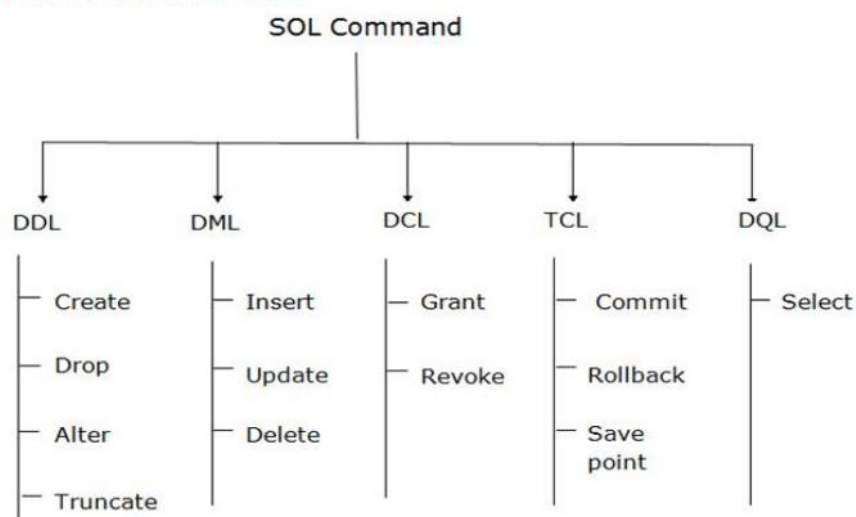 SOL Command
DDL
DML
DCL
TCL
DQL
Create
Drop
Alter
Truncate
Insert
Update
Delete
Grant
Revoke
Commit
Rollback
Save
point
Select